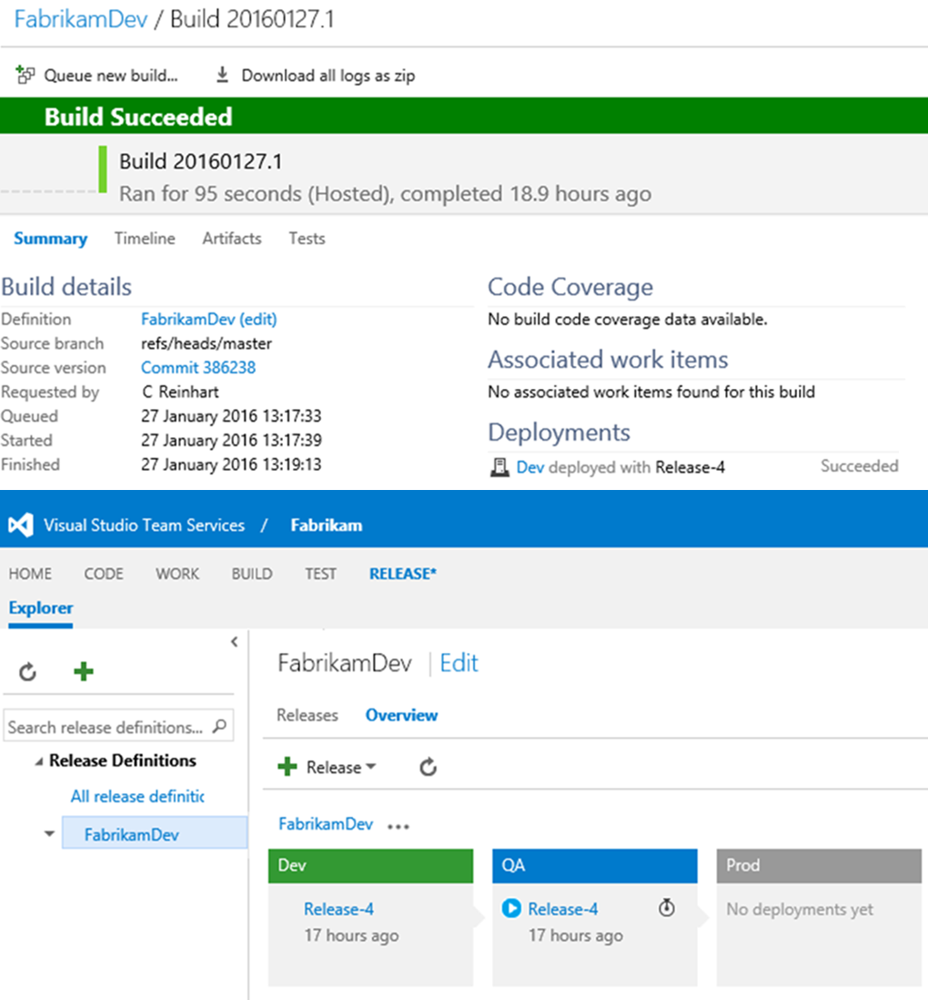 FabrikamDev / Build 20160127.1
Queue new build... Download all logs as zip
Build Succeeded
Build 20160127.1
Ran for 95 seconds (Hosted), completed 18.9 hours ago
Summary Timeline Artifacts Tests
Build details
Definition FabrikamDev (edit)
Source branch refs/heads/master
Source version Commit 386238
Requested by C Reinhart
Queued 27 January 2016 13:17:33
Started 27 January 2016 13:17:39
Finished 27 January 2016 13:19:13
Code Coverage
No build code coverage data available.
Associated work items
No associated work items found for this build
Deployments
Dev deployed with Release-4 Succeeded
Visual Studio Team Services / Fabrikam
HOME CODE WORK BUILD TEST RELEASE*
Explorer
Search release definitions...
Release Definitions
All release definitic
FabrikamDev
FabrikamDev | Edit
Releases Overview
Release
FabrikamDev ...
Dev
Release-4
17 hours ago
QA
Release-4
17 hours ago
Prod
No deployments yet